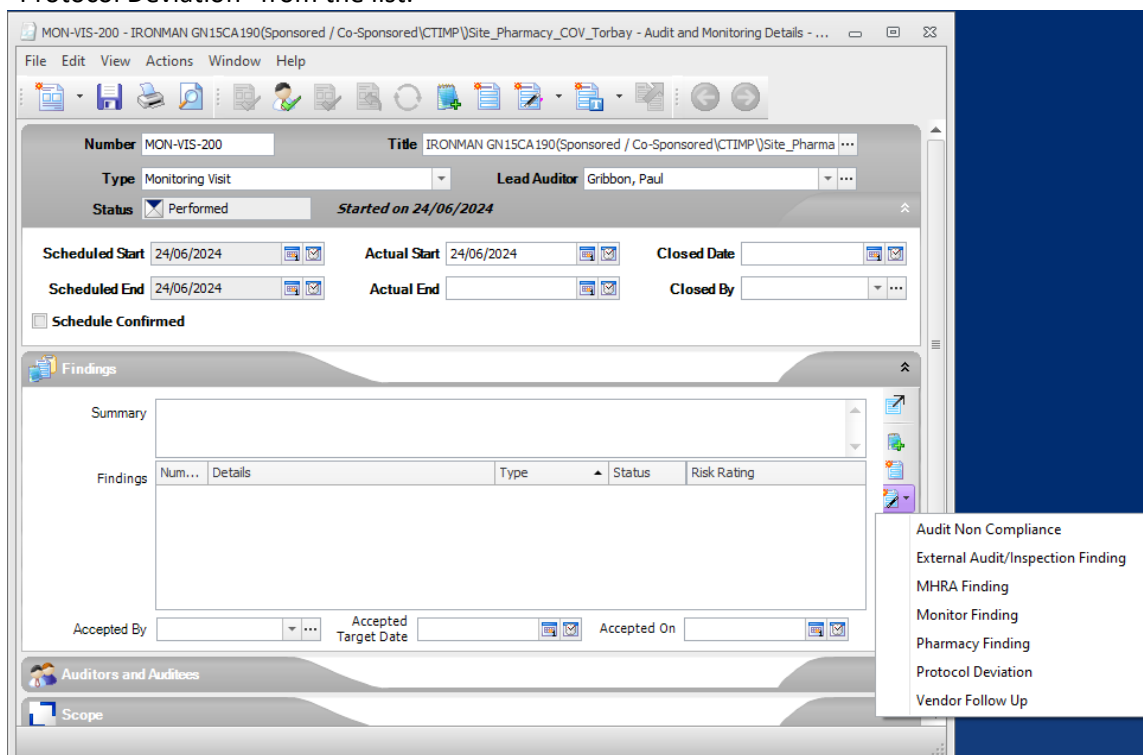 "Protocol Deviation" from the list.
MON-VIS-200 - IRONMAN GN15CA190(Sponsored / Co-Sponsored\CTIMP\)Site_Pharmacy_COV_Torbay - Audit and Monitoring Details - ...
File Edit View Actions Window Help
Number MON-VIS-200 Title IRONMAN GN15CA190(Sponsored / Co-Sponsored\CTIMP\)Site_Pharma ...
Type Monitoring Visit Lead Auditor Gribbon, Paul ...
Status Performed Started on 24/06/2024
Scheduled Start 24/06/2024 Actual Start 24/06/2024 Closed Date
Scheduled End 24/06/2024 Actual End Closed By ...
Schedule Confirmed
Findings
Summary
Findings Num... Details Type Status Risk Rating
Audit Non Compliance
External Audit/Inspection Finding
MHRA Finding
Monitor Finding
Pharmacy Finding
Protocol Deviation
Vendor Follow Up
Accepted By ... Accepted Target Date Accepted On
Auditors and Auditees
Scope